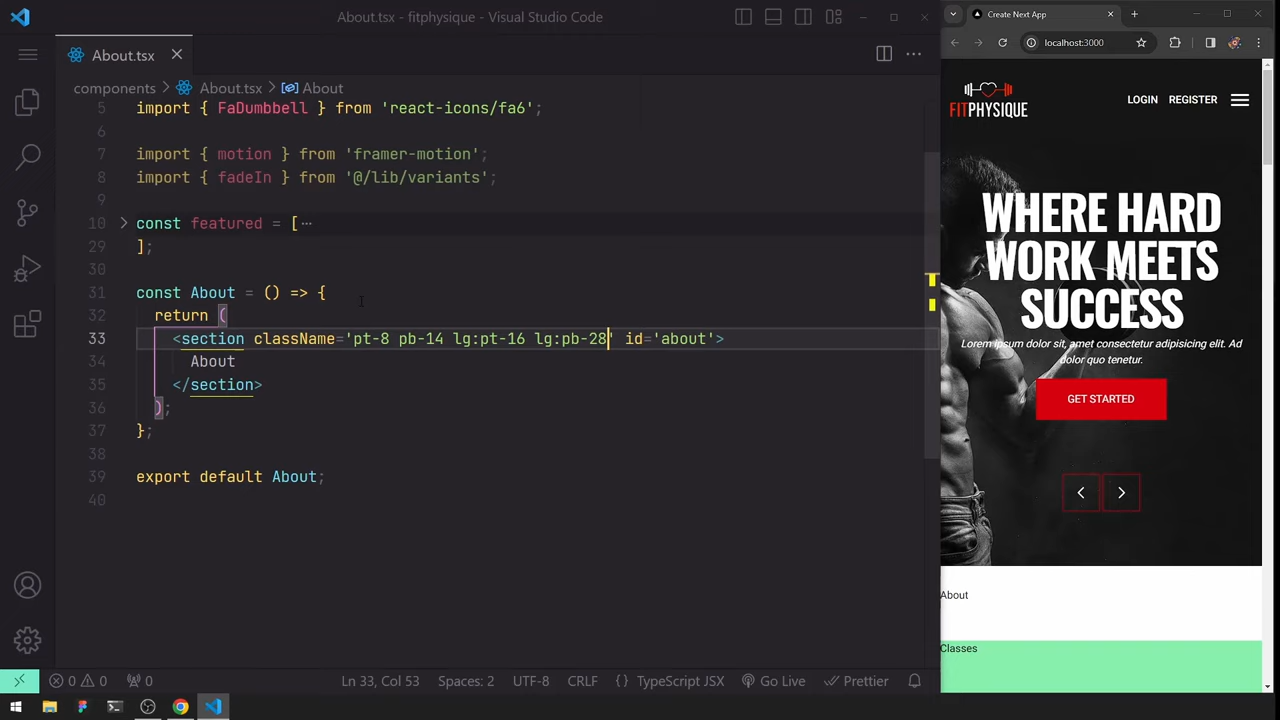 About.tsx - fitphysique - Visual Studio Code
About.tsx
components > About.tsx > About
5 import { FaDumbbell } from 'react-icons/fa6';
6
7 import { motion } from 'framer-motion';
8 import { fadeIn } from '@/lib/variants';
9
10 const featured = [···
29 ];
30
31 const About = () => {
32 return (
33 <section className='pt-8 pb-14 lg:pt-16 lg:pb-28' id='about'>
34 About
35 </section>
36 );
37 };
38
39 export default About;
40
0 0 0
Ln 33, Col 53
Spaces: 2
UTF-8
CRLF
{} TypeScript JSX
Go Live
Prettier
Create Next App
localhost:3000
FITPHYSIQUE
LOGIN
REGISTER
WHERE HARD
WORK MEETS
SUCCESS
Lorem ipsum dolor sit, amet consectetur adipisicing elit. Ad
dolor quo tenetur.
GET STARTED
About
Classes